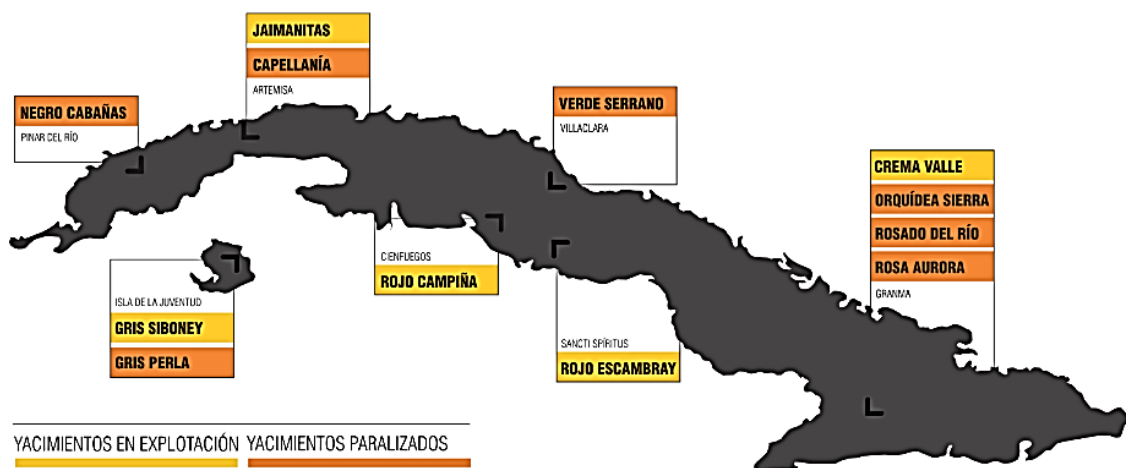 JAIMANITAS
CAPELLANÍA
ARTEMISA
NEGRO CABAÑAS
PINAR DEL RÍO
VERDE SERRANO
VILLACLARA
CREMA VALLE
ORQUÍDEA SIERRA
ROSADO DEL RÍO
ROSA AURORA
GRANMA
CIENFUEGOS
ROJO CAMPIÑA
ISLA DE LA JUVENTUD
GRIS SIBONEY
GRIS PERLA
SANCTI SPÍRITUS
ROJO ESCAMBRAY
YACIMIENTOS EN EXPLOTACIÓN YACIMIENTOS PARALIZADOS